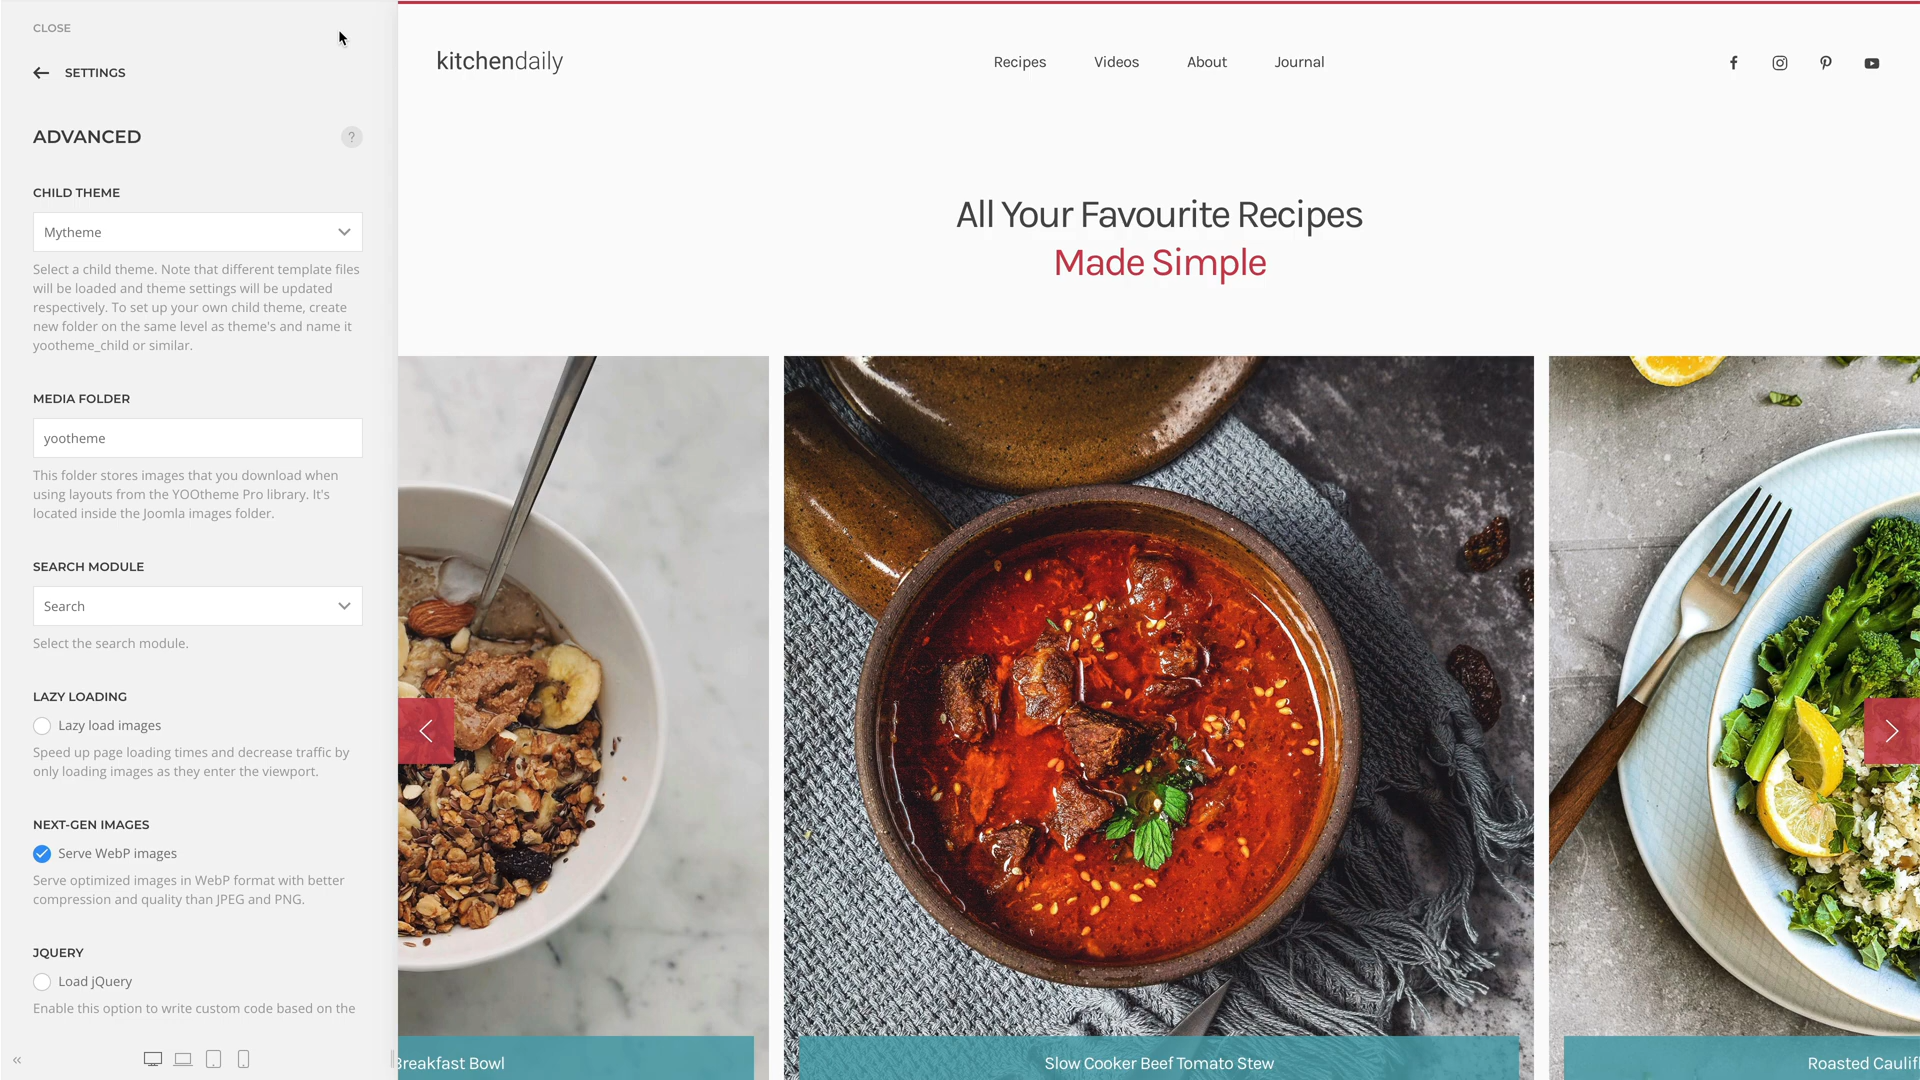 CLOSE
SETTINGS
ADVANCED
?
CHILD THEME
Mytheme
Select a child theme. Note that different template files
will be loaded and theme settings will be updated
respectively. To set up your own child theme, create
new folder on the same level as theme's and name it
yootheme_child or similar.
MEDIA FOLDER
yootheme
This folder stores images that you download when
using layouts from the YOOtheme Pro library. It's
located inside the Joomla images folder.
SEARCH MODULE
Search
Select the search module.
LAZY LOADING
Lazy load images
Speed up page loading times and decrease traffic by
only loading images as they enter the viewport.
NEXT-GEN IMAGES
Serve WebP images
Serve optimized images in WebP format with better
compression and quality than JPEG and PNG.
JQUERY
Load jQuery
Enable this option to write custom code based on the
kitchendaily
Recipes Videos About Journal
All Your Favourite Recipes
Made Simple
Breakfast Bowl
Slow Cooker Beef Tomato Stew
Roasted